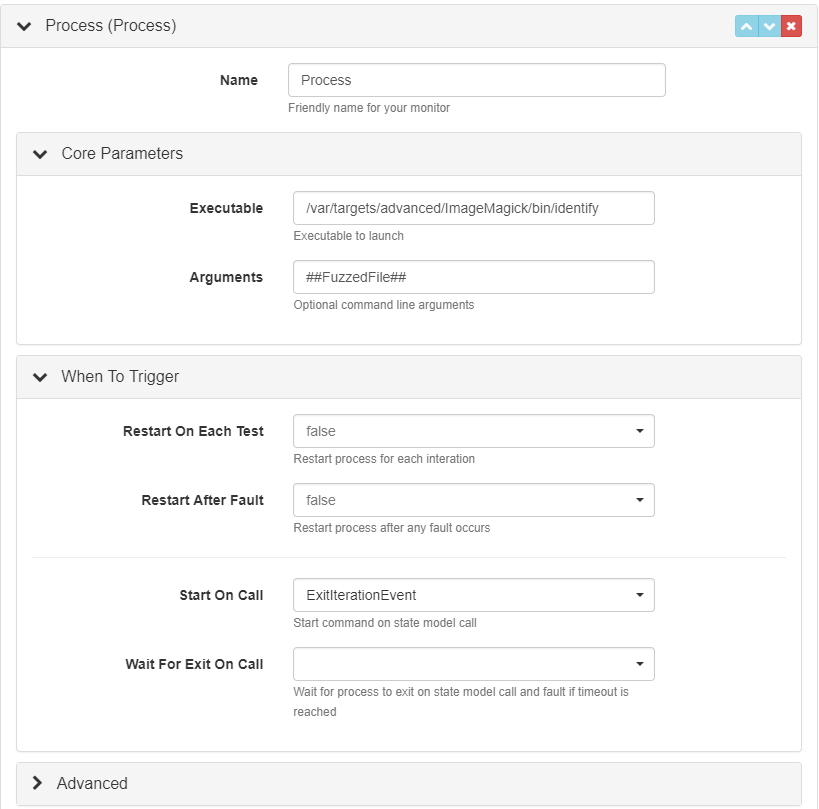 Process (Process)
Name
Process
Friendly name for your monitor
Core Parameters
Executable
/var/targets/advanced/ImageMagick/bin/identify
Executable to launch
Arguments
##FuzzedFile##
Optional command line arguments
When To Trigger
Restart On Each Test
false
Restart process for each interation
Restart After Fault
false
Restart process after any fault occurs
Start On Call
ExitIterationEvent
Start command on state model call
Wait For Exit On Call
Wait for process to exit on state model call and fault if timeout is
reached
Advanced